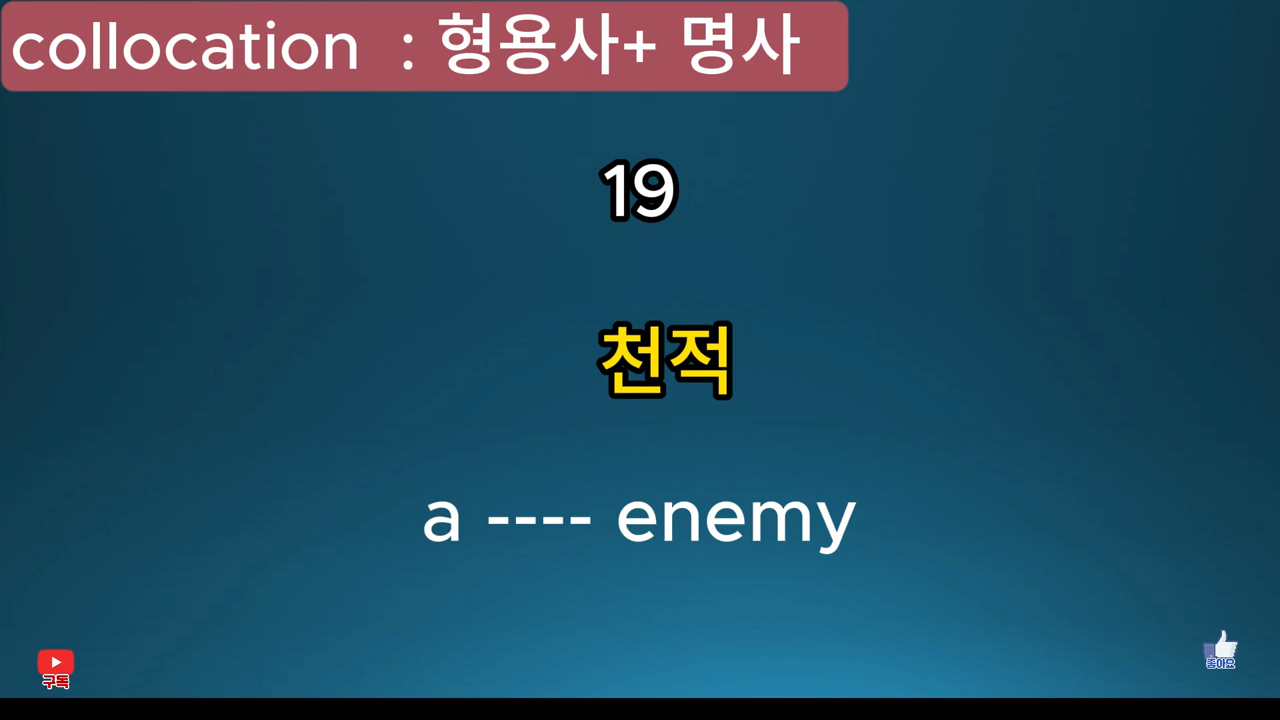 collocation : 형용사+ 명사
19
천적
a ---- enemy
구독
좋아요